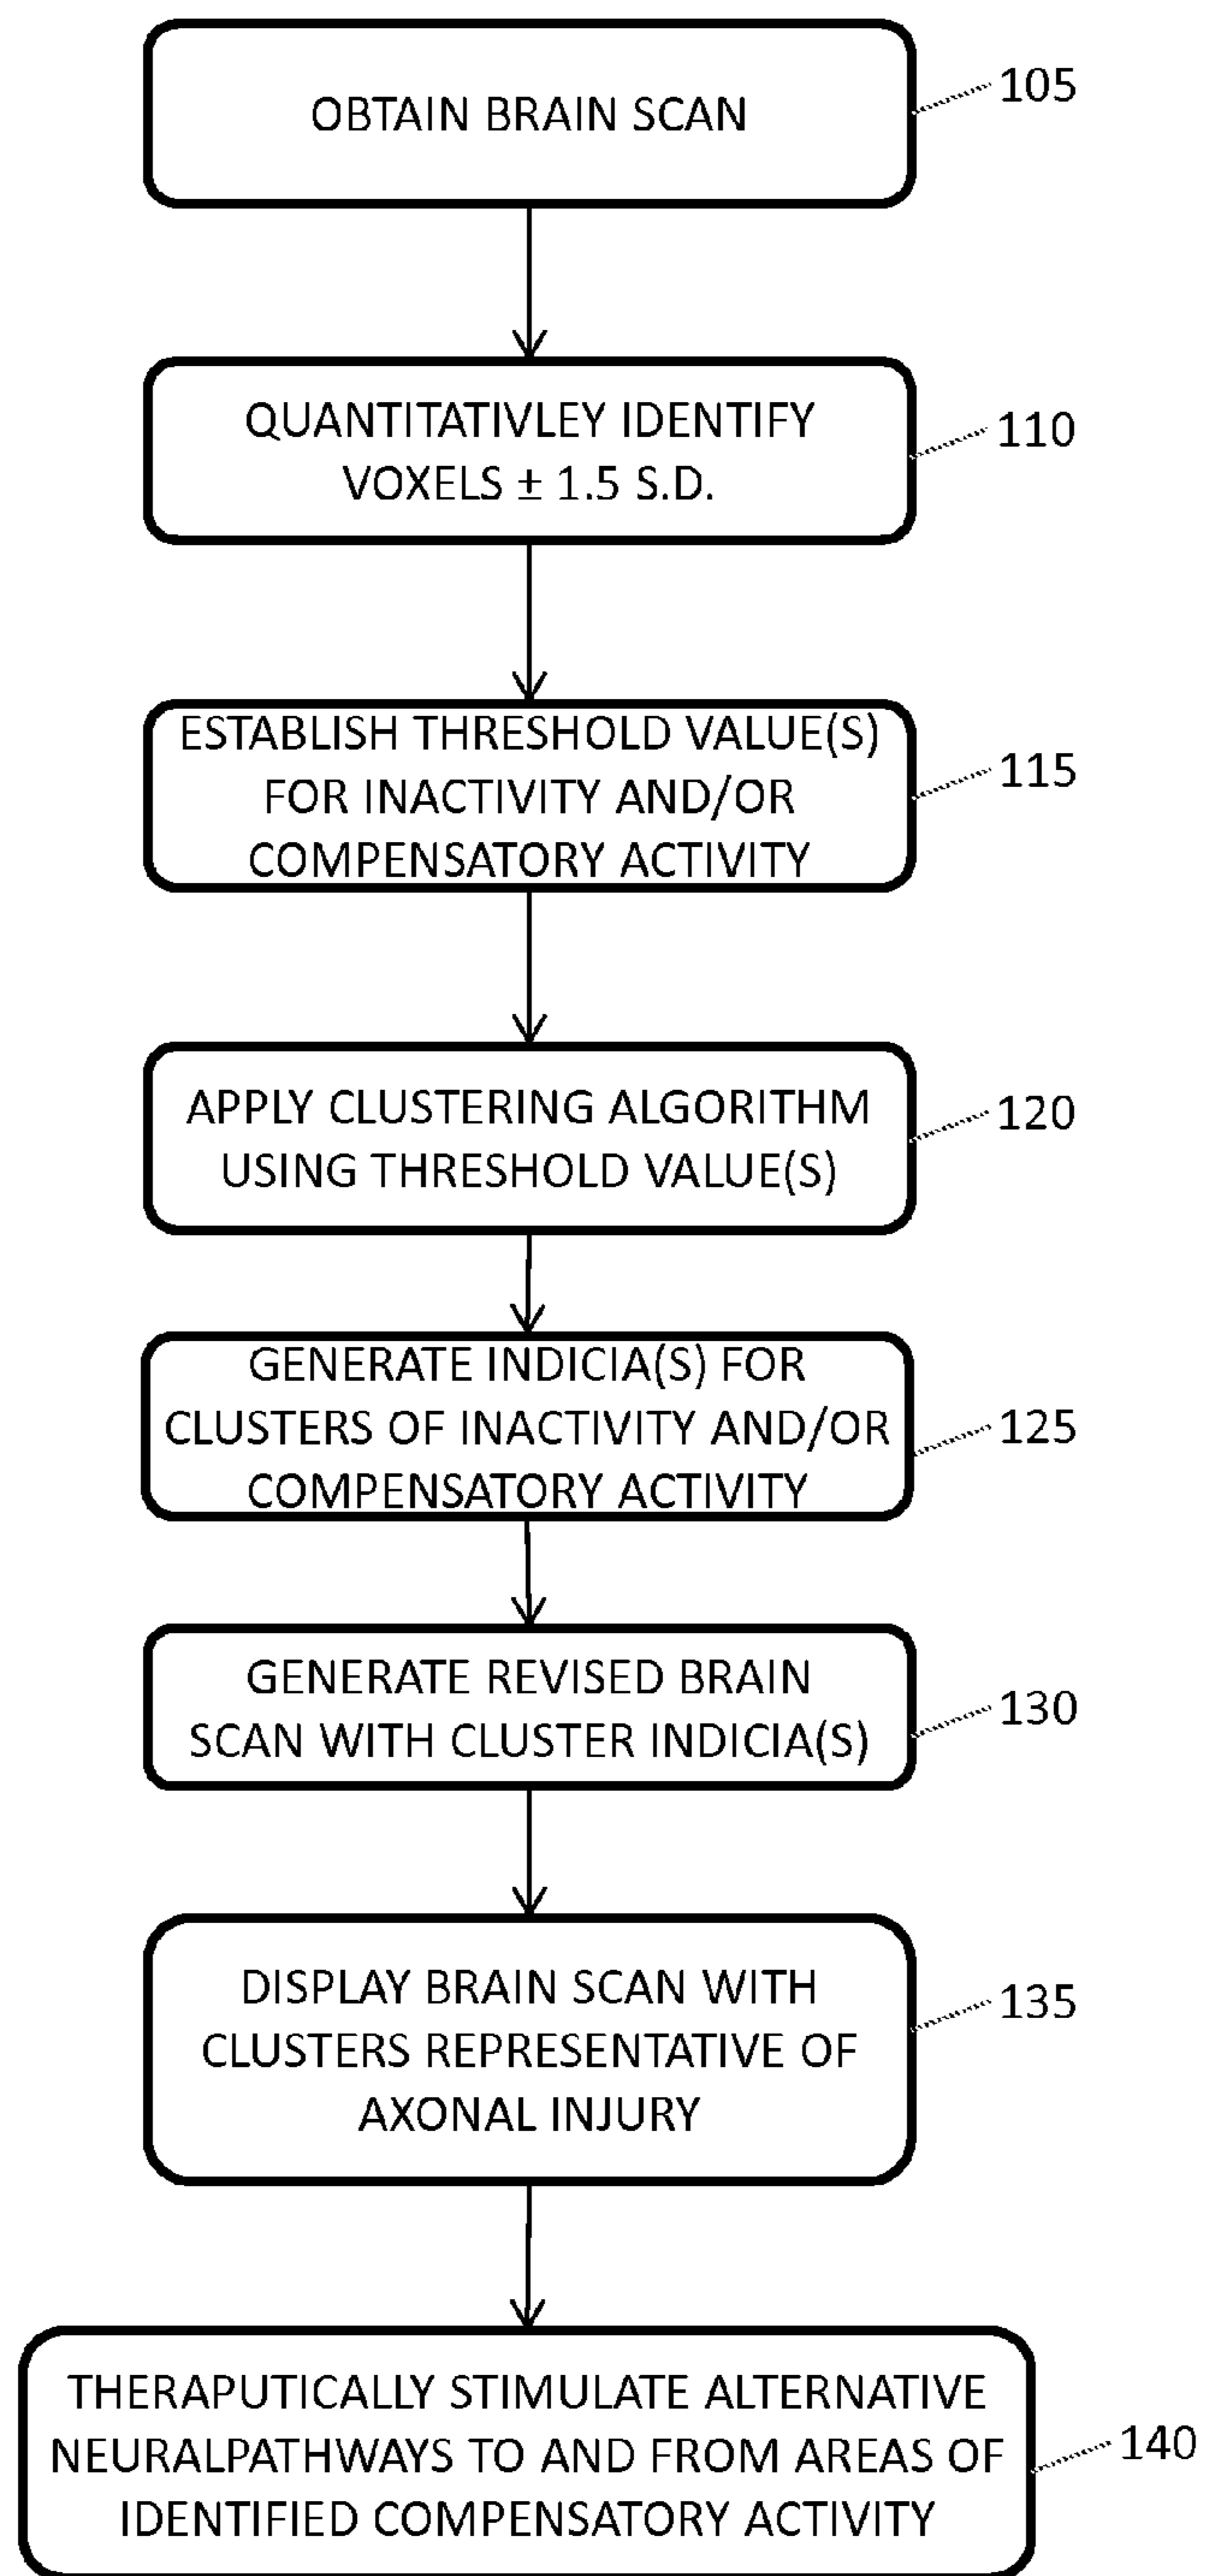 OBTAIN BRAIN SCAN
105
QUANTITATIVLEY IDENTIFY
VOXELS ± 1.5 S.D.
110
ESTABLISH THRESHOLD VALUE(S)
FOR INACTIVITY AND/OR
COMPENSATORY ACTIVITY
115
APPLY CLUSTERING ALGORITHM
USING THRESHOLD VALUE(S)
120
GENERATE INDICIA(S) FOR
CLUSTERS OF INACTIVITY AND/OR
COMPENSATORY ACTIVITY
125
GENERATE REVISED BRAIN
SCAN WITH CLUSTER INDICIA(S)
130
DISPLAY BRAIN SCAN WITH
CLUSTERS REPRESENTATIVE OF
AXONAL INJURY
135
THERAPUTICALLY STIMULATE ALTERNATIVE
NEURALPATHWAYS TO AND FROM AREAS OF
IDENTIFIED COMPENSATORY ACTIVITY
140